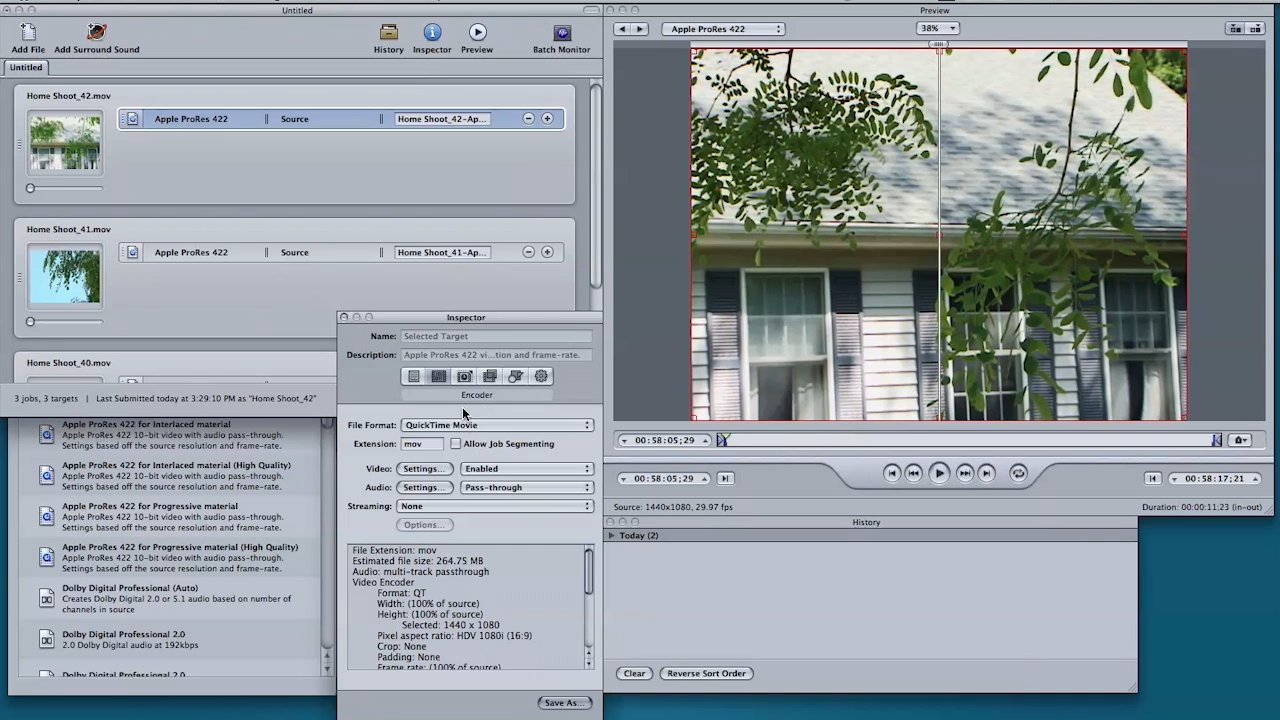 Untitled
Add File
Add Surround Sound
History
Inspector
Preview
Batch Monitor
Untitled
Home Shoot_42.mov
Apple ProRes 422
Source
Home Shoot_42-Ap...
Home Shoot_41.mov
Apple ProRes 422
Source
Home Shoot_41-Ap...
Home Shoot_40.mov
3 jobs, 3 targets | Last Submitted today at 3:29:10 PM as "Home Shoot_42"
Apple ProRes 422 for Interlaced material
Apple ProRes 422 10-bit video with audio pass-through.
Settings based off the source resolution and frame-rate.
Apple ProRes 422 for Interlaced material (High Quality)
Apple ProRes 422 10-bit video with audio pass-through.
Settings based off the source resolution and frame-rate.
Apple ProRes 422 for Progressive material
Apple ProRes 422 10-bit video with audio pass-through.
Settings based off the source resolution and frame-rate.
Apple ProRes 422 for Progressive material (High Quality)
Apple ProRes 422 10-bit video with audio pass-through.
Settings based off the source resolution and frame-rate.
Dolby Digital Professional (Auto)
Creates Dolby Digital 2.0 or 5.1 audio based on number of
channels in source
Dolby Digital Professional 2.0
2.0 Dolby Digital audio at 192kbps
Dolby Digital Professional 2.0
Inspector
Name: Selected Target
Description: Apple ProRes 422 vi...tion and frame-rate.
Encoder
File Format: QuickTime Movie
Extension: mov Allow Job Segmenting
Video: Settings... Enabled
Audio: Settings... Pass-through
Streaming: None
Options...
File Extension: mov
Estimated file size: 264.75 MB
Audio: multi-track passthrough
Video Encoder
Format: QT
Width: (100% of source)
Height: (100% of source)
Selected: 1440 x 1080
Pixel aspect ratio: HDV 1080i (16:9)
Crop: None
Padding: None
Frame rate: (100% of source)
Save As...
Preview
Apple ProRes 422
38%
00:58:05;29
00:58:05;29
00:58:17;21
Source: 1440x1080, 29.97 fps
Duration: 00:00:11;23 (in-out)
History
Today (2)
Clear
Reverse Sort Order